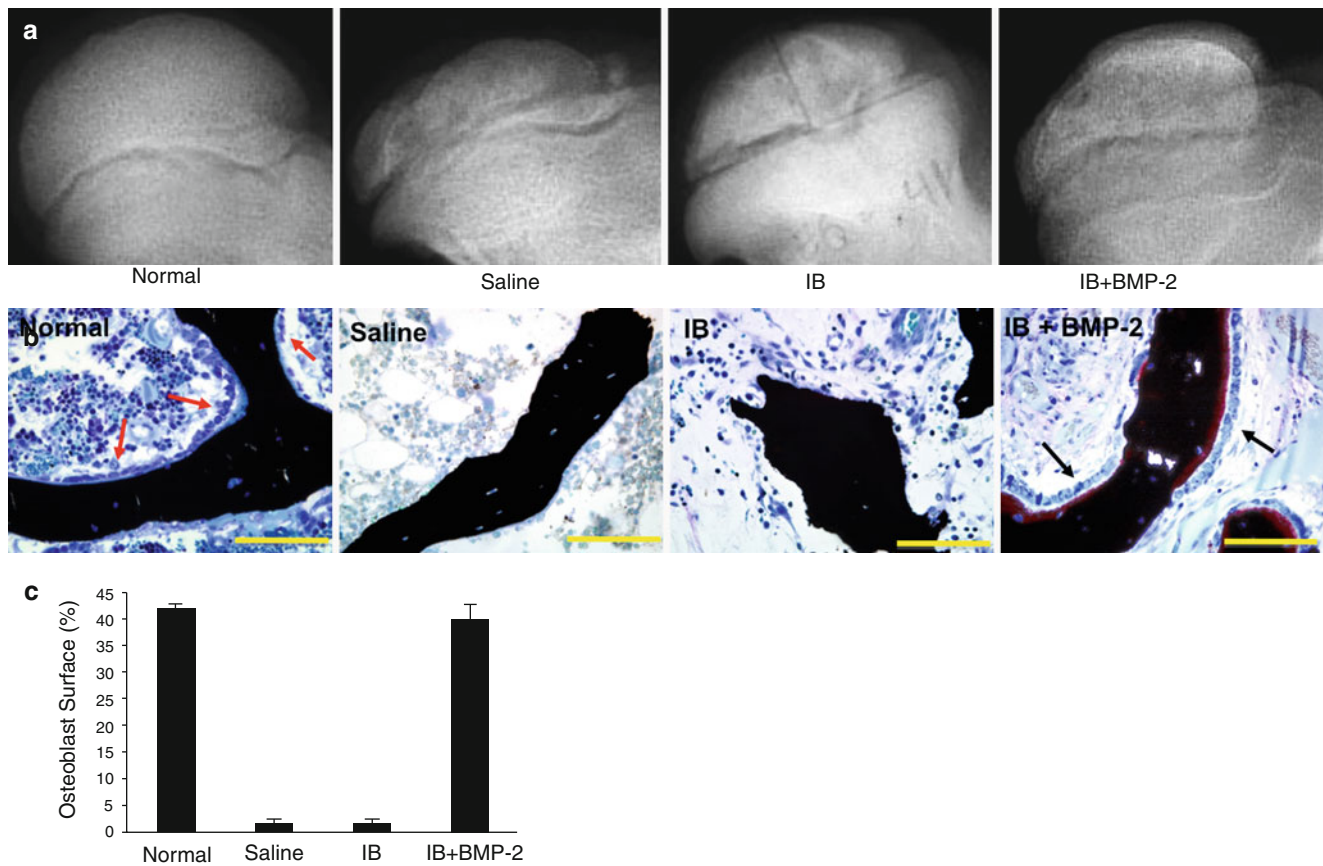 a
Normal
Saline
IB
IB+BMP-2
b
Normal
Saline
IB
IB + BMP-2
c
Osteoblast Surface (%)
45
40
35
30
25
20
15
10
5
0
Normal
Saline
IB
IB+BMP-2